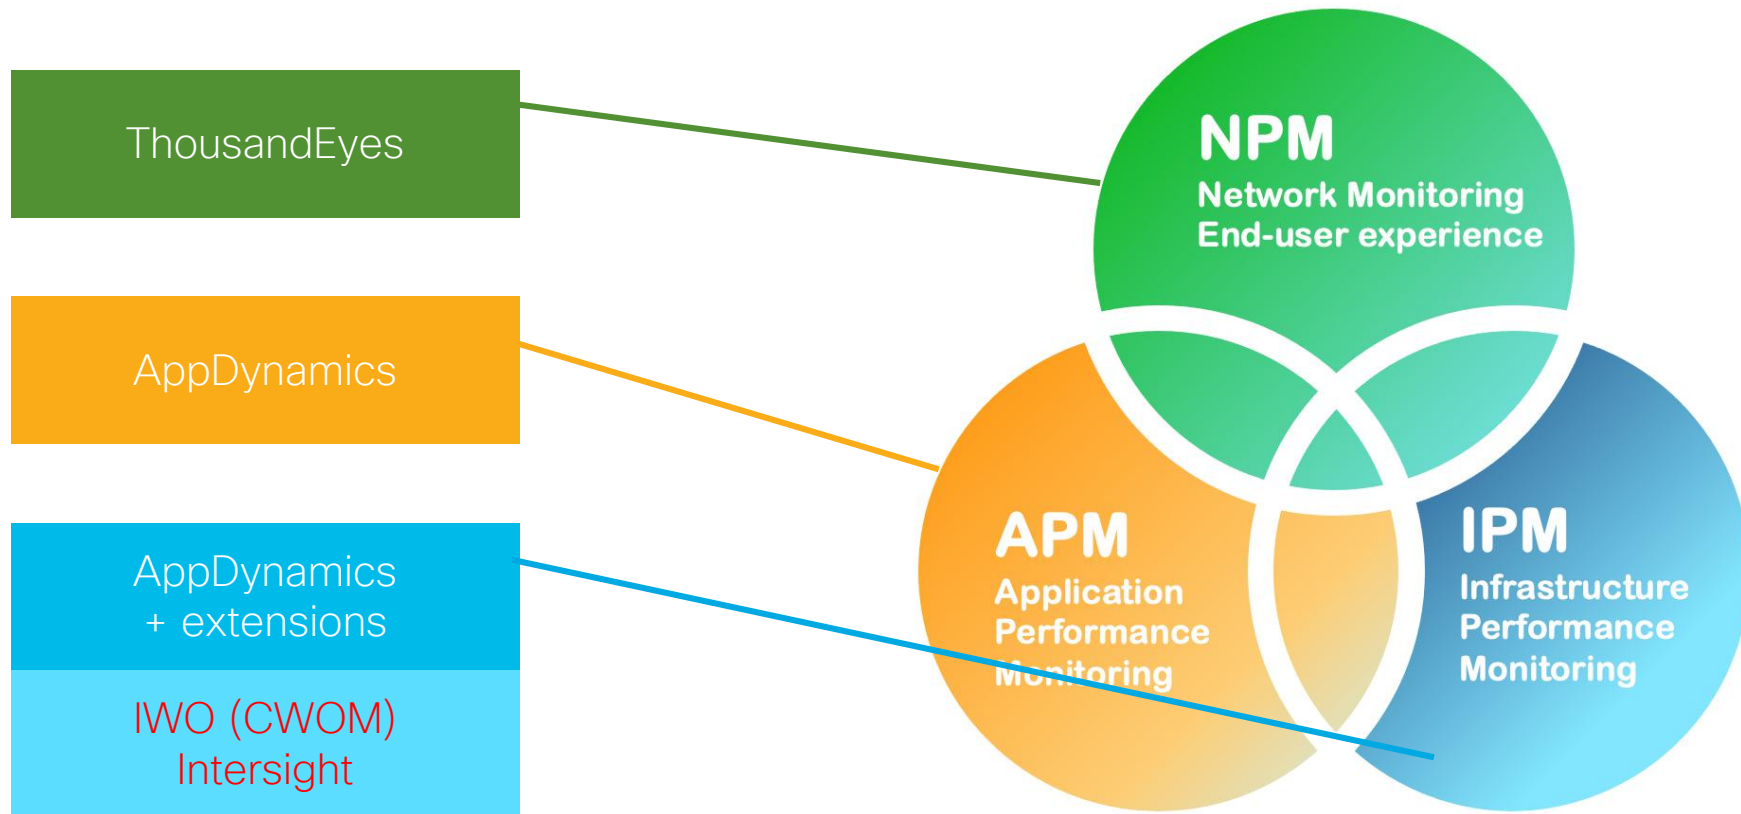 ThousandEyes
AppDynamics
AppDynamics
+ extensions
IWO (CWOM)
Intersight
NPM
Network Monitoring
End-user experience
APM
Application
Performance
Monitoring
IPM
Infrastructure
Performance
Monitoring